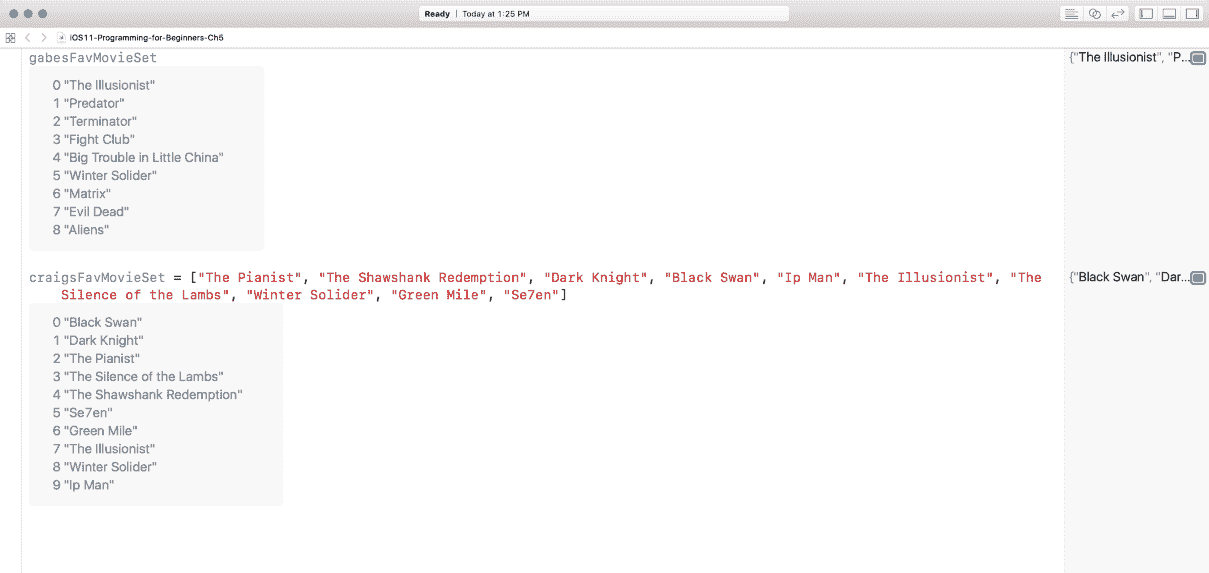 Ready | Today at 1:25 PM
iOS11-Programming-for-Beginners-Ch5
gabesFavMovieSet
{"The Illusionist", "P...
0 "The Illusionist"
1 "Predator"
2 "Terminator"
3 "Fight Club"
4 "Big Trouble in Little China"
5 "Winter Solider"
6 "Matrix"
7 "Evil Dead"
8 "Aliens"
craigsFavMovieSet = ["The Pianist", "The Shawshank Redemption", "Dark Knight", "Black Swan", "Ip Man", "The Illusionist", "The
Silence of the Lambs", "Winter Solider", "Green Mile", "Se7en"]
{"Black Swan", "Dar...
0 "Black Swan"
1 "Dark Knight"
2 "The Pianist"
3 "The Silence of the Lambs"
4 "The Shawshank Redemption"
5 "Se7en"
6 "Green Mile"
7 "The Illusionist"
8 "Winter Solider"
9 "Ip Man"